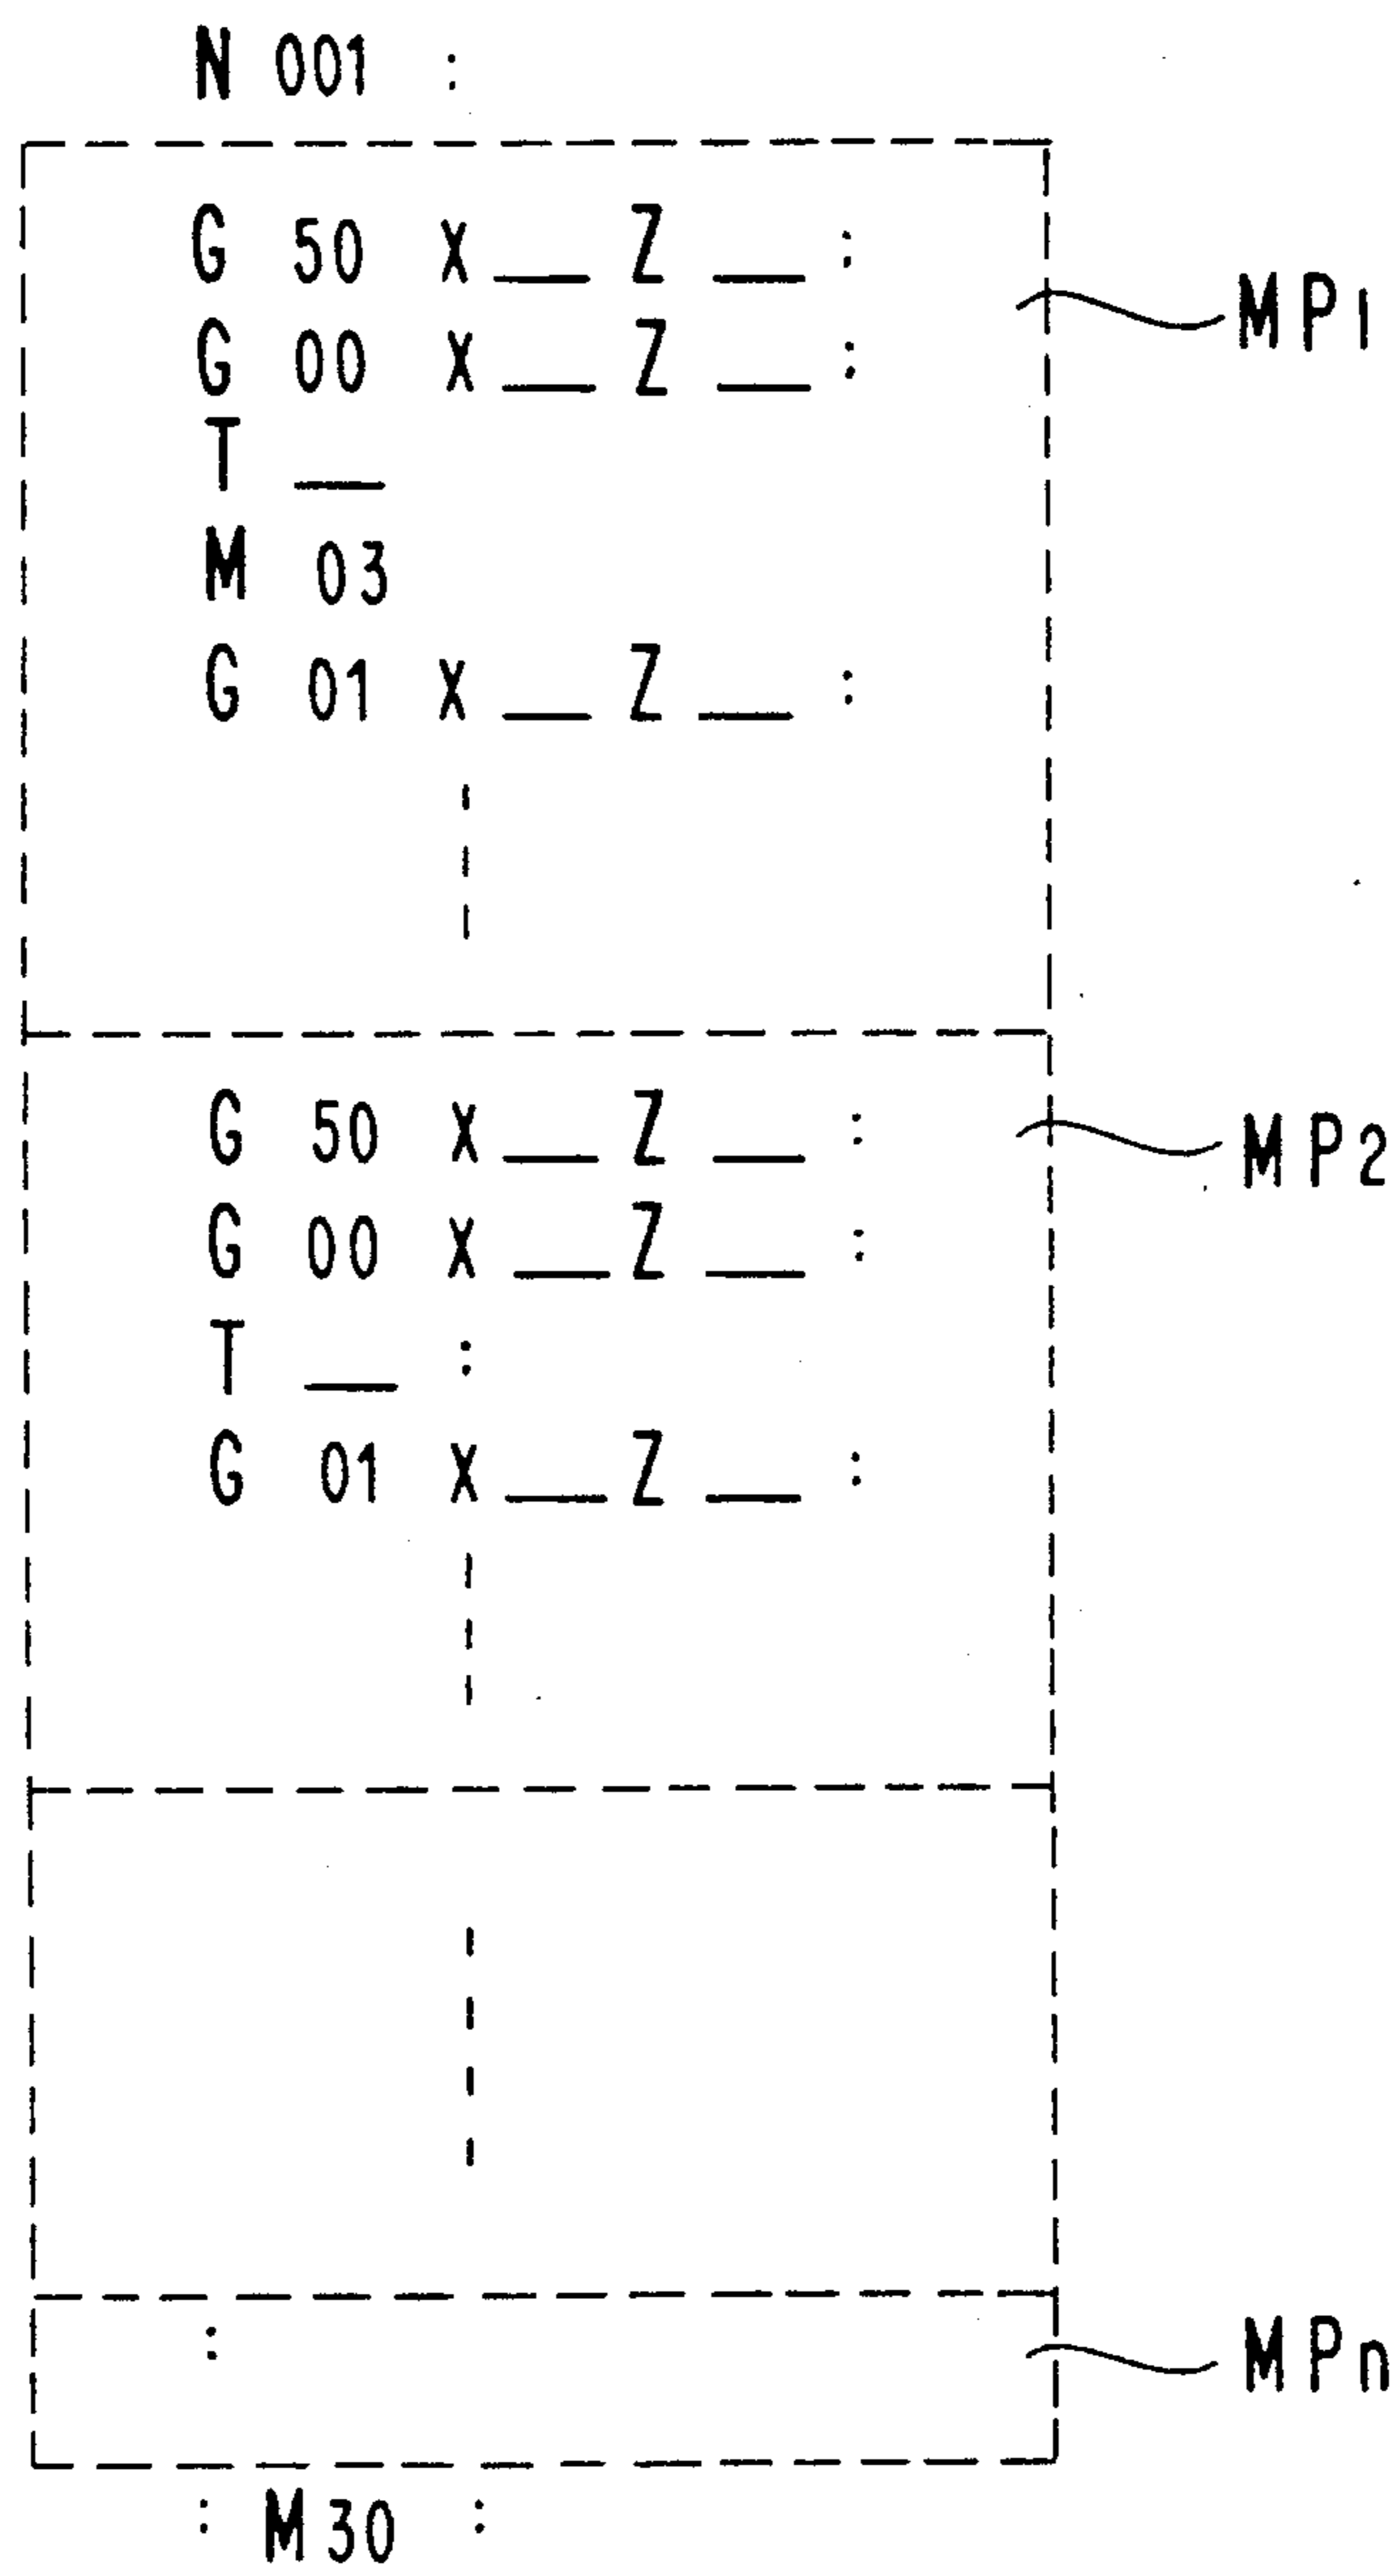 N 001 :
G 50 X__ Z __ :
MP1
G 00 X __ Z __ :
T __
M 03
G 01 X __ Z __ :
G 50 X __ Z __ :
MP2
G 00 X __ Z __ :
T __ :
G 01 X __ Z __ :
:
MPn
: M30 :